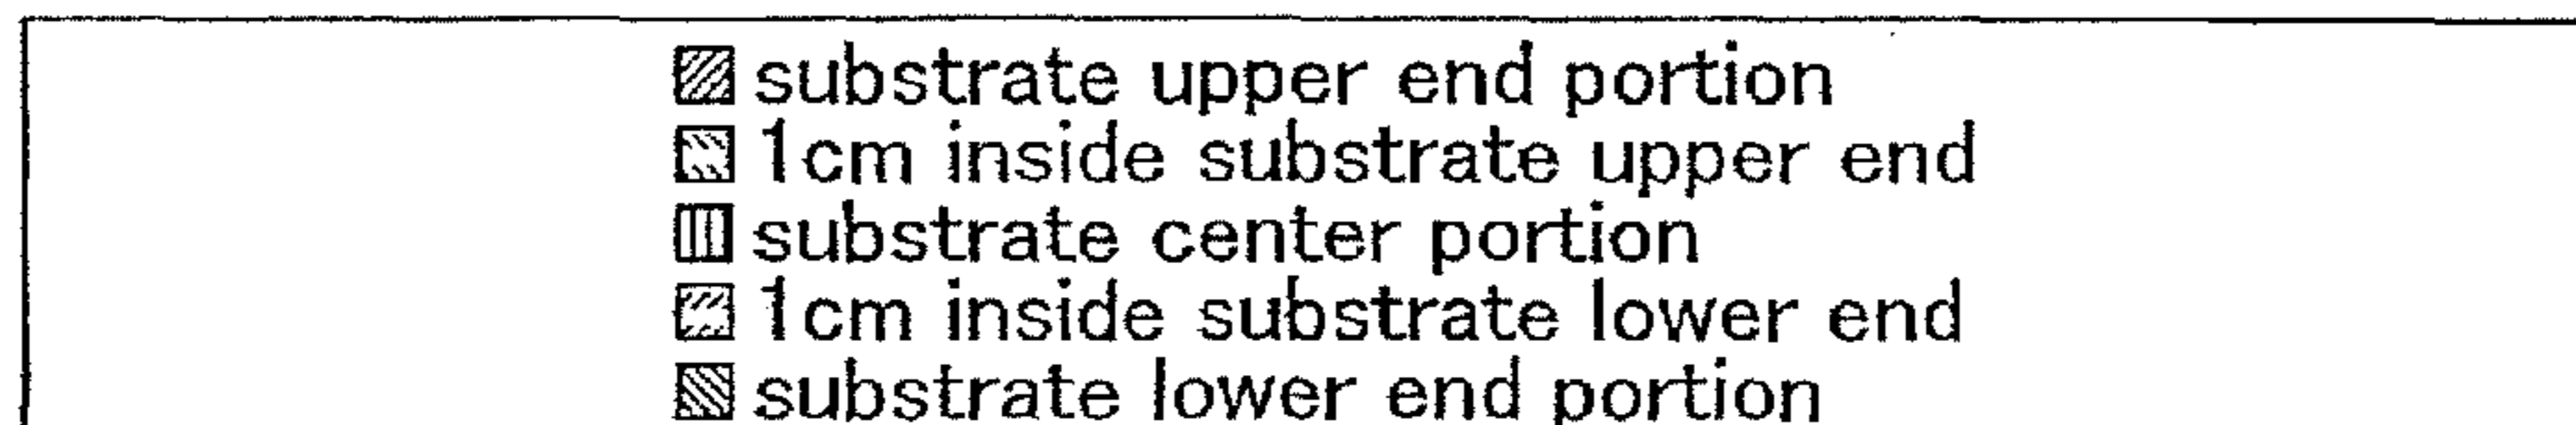 substrate upper end portion
1cm inside substrate upper end
substrate center portion
1cm inside substrate lower end
substrate lower end portion